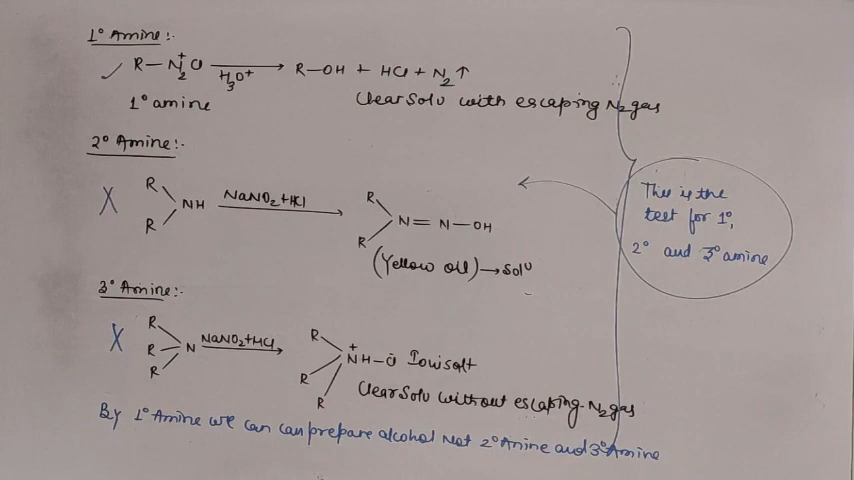 1° Amine:-
R-N₂⁺Cl ⟶ R-OH + HCl + N₂↑
H₃O⁺
1° amine
Clear Solu with escaping N₂ gas
2° Amine:-
R
NH
R
NaNO₂+HCl
R
N=N-OH
R
(Yellow oil)→Solu
This is the
test for 1°,
2° and 3° amine
3° Amine:-
R
R N
R
NaNO₂+HCl
R
R
R
⁺NH-Cl
salt
Clear Solu without escaping N₂ gas
By 1° Amine we can can prepare alcohol Not 2° Amine and 3° Amine